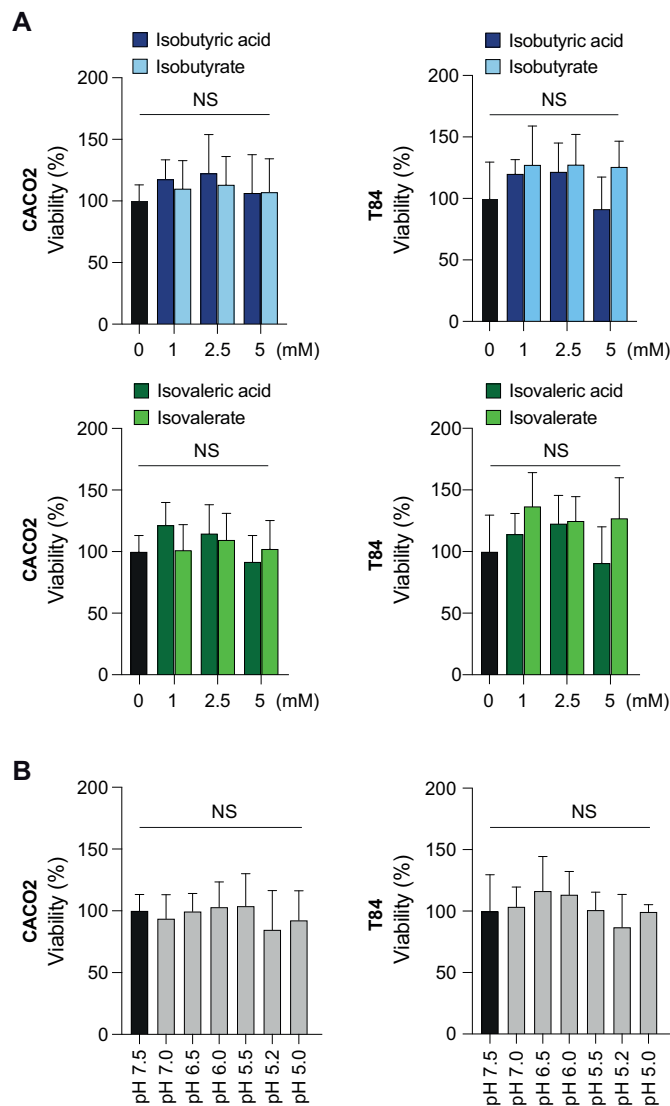 A
Isobutyric acid
Isobutyrate
200
150
100
50
0
CACO2
Viability (%)
NS
0 1 2.5 5 (mM)
Isobutyric acid
Isobutyrate
200
150
100
50
0
T84
Viability (%)
NS
0 1 2.5 5 (mM)
Isovaleric acid
Isovalerate
200
150
100
50
0
CACO2
Viability (%)
NS
0 1 2.5 5 (mM)
Isovaleric acid
Isovalerate
200
150
100
50
0
T84
Viability (%)
NS
0 1 2.5 5 (mM)
B
200
150
100
50
0
CACO2
Viability (%)
NS
pH 7.5
pH 7.0
pH 6.5
pH 6.0
pH 5.5
pH 5.2
pH 5.0
200
150
100
50
0
T84
Viability (%)
NS
pH 7.5
pH 7.0
pH 6.5
pH 6.0
pH 5.5
pH 5.2
pH 5.0